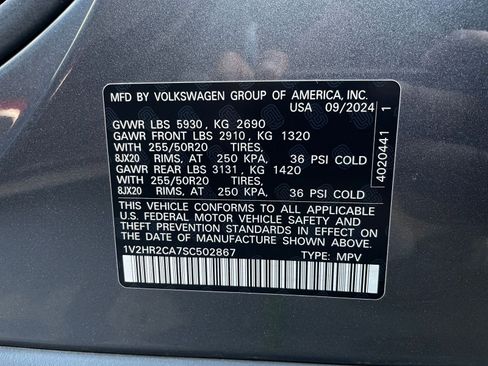 MFD BY VOLKSWAGEN GROUP OF AMERICA, INC.
USA 09/2024
GVWR LBS 5930, KG 2690
GAWR FRONT LBS 2910, KG 1320
WITH 255/50R20 TIRES,
8JX20 RIMS, AT 250 KPA, 36 PSI COLD
GAWR REAR LBS 3131, KG 1420
WITH 255/50R20 TIRES,
8JX20 RIMS, AT 250 KPA, 36 PSI COLD
THIS VEHICLE CONFORMS TO ALL APPLICABLE
U.S. FEDERAL MOTOR VEHICLE SAFETY AND
THEFT PREVENTION STANDARDS IN EFFECT ON
THE DATE OF MANUFACTURE SHOWN ABOVE.
1V2HR2CA7SC502867 TYPE: MPV
4020441 1